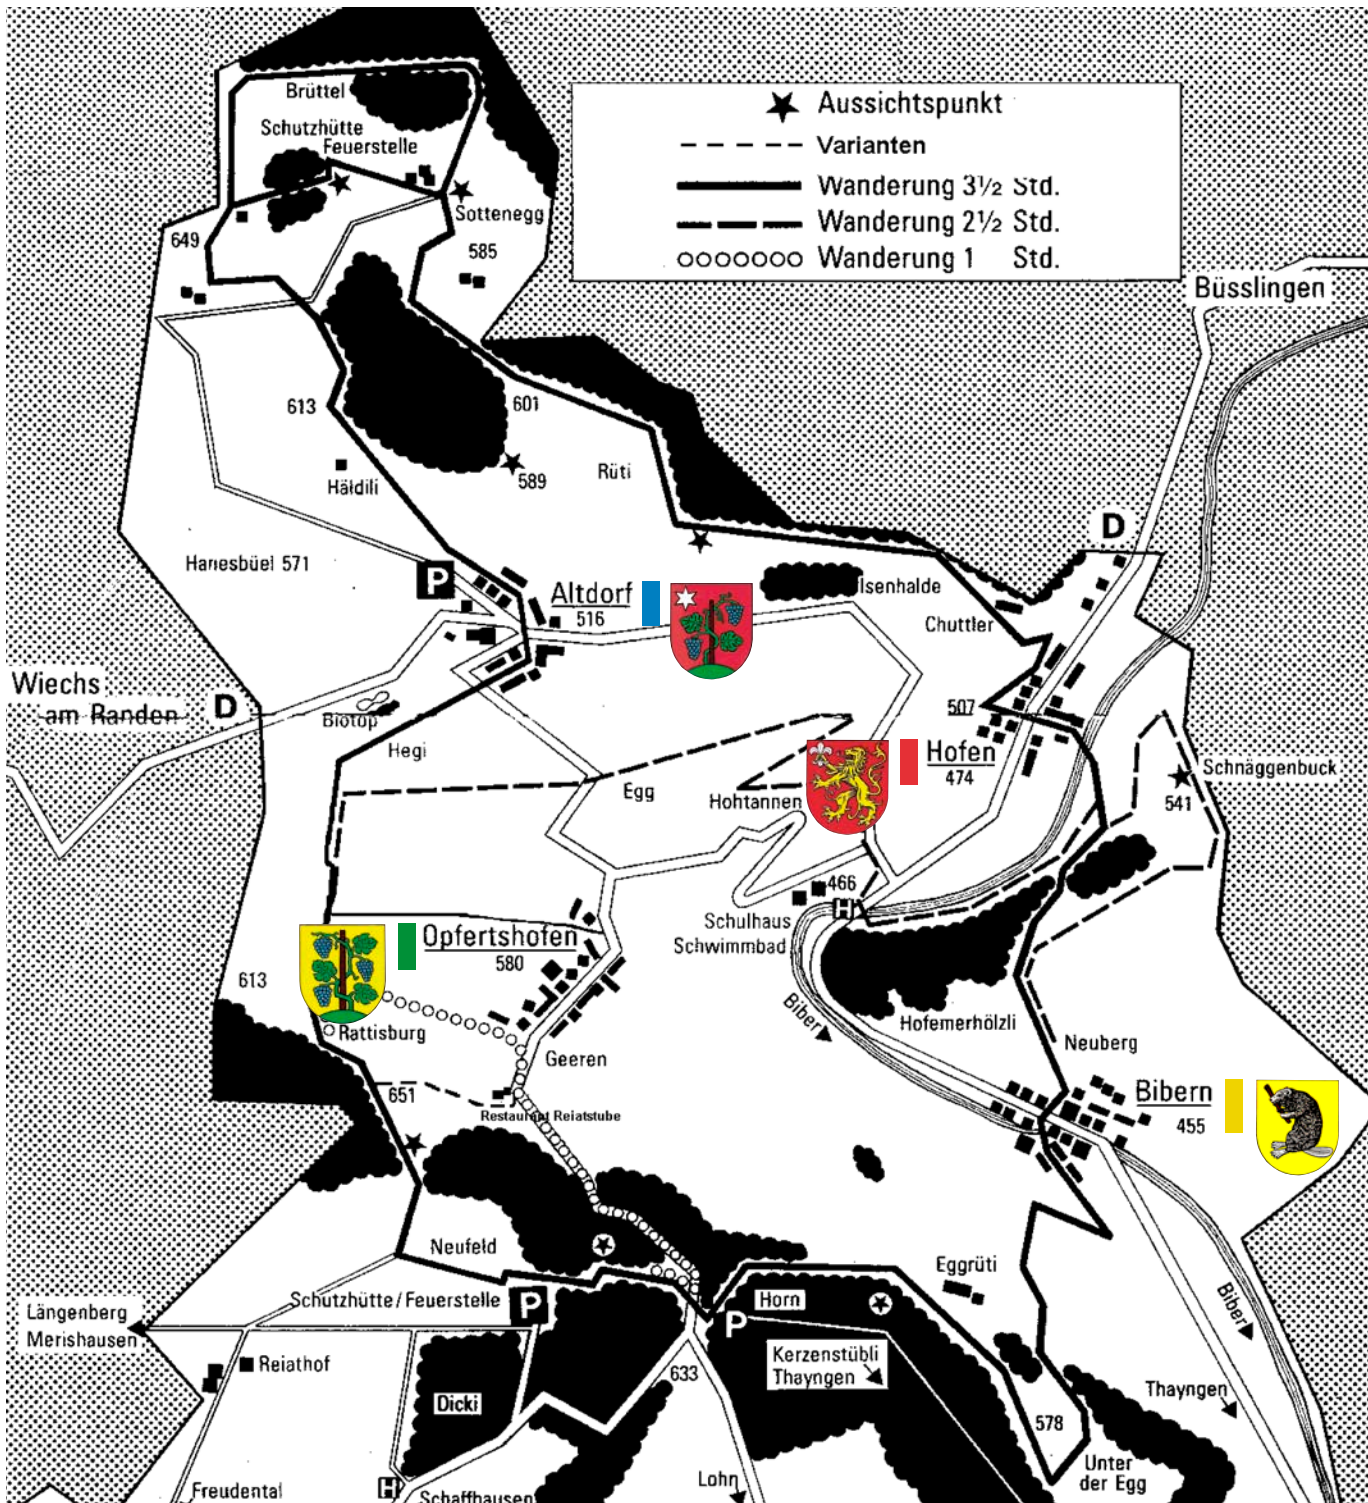 Brüttel
Schutzhütte
Feuerstelle
Aussichtspunkt
Varianten
Wanderung 3½ Std.
Wanderung 2½ Std.
Wanderung 1 Std.
Sottenegg
649
585
Büsslingen
613
601
589
Häldili
Rüti
D
Hanesbüel 571
P
Altdorf
516
Isenhalde
Chuttler
Wiechs
am Randen
D
Biotop
Hegi
507
Hofen
474
Schnäggenbuck
541
Egg
Hohtannen
466
H
Schulhaus
Schwimmbad
Opfertshofen
580
613
Rattisburg
Biber
Hofemerhölzli
Geeren
Neuberg
651
Restaurant Reiatstube
Bibern
455
Neufeld
Eggrüti
Schutzhütte/Feuerstelle
P
P
Horn
Längenberg
Merishausen
Biber
Reiathof
Kerzenstübli
Thayngen
633
Thayngen
Dicki
578
Unter
der Egg
Freudental
H
Schaffhausen
Lohn